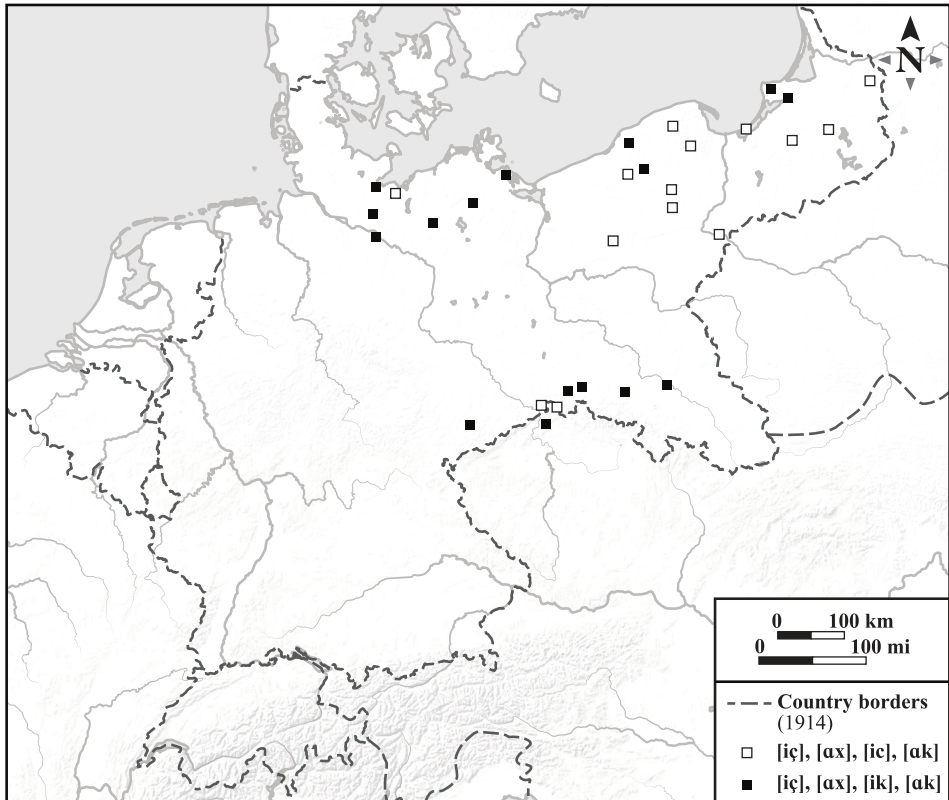 N
0 100 km
0 100 mi
Country borders
(1914)
[iç], [ɑx], [ic], [ɑk]
[iç], [ɑx], [ik], [ɑk]